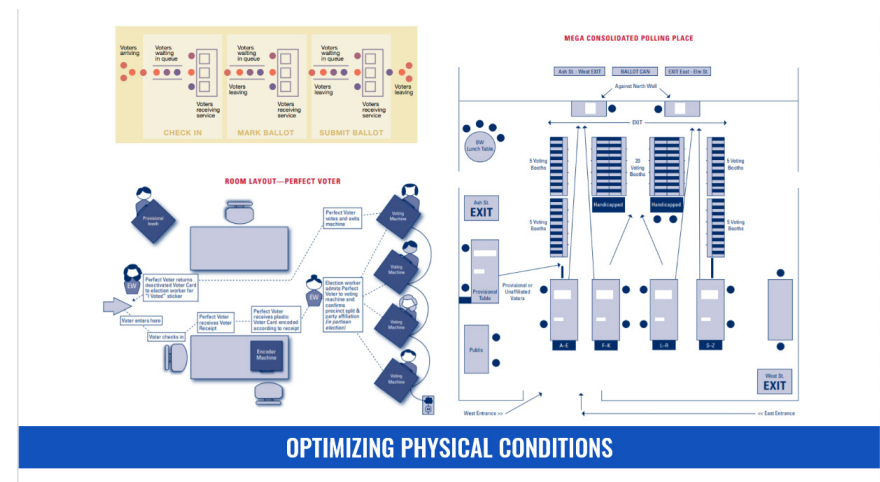 Voters
arriving
Voters
waiting
in queue
Voters
leaving
Voters
receiving
service
Voters
waiting
in queue
Voters
leaving
Voters
receiving
service
Voters
waiting
in queue
Voters
receiving
service
Voters
leaving
CHECK IN
MARK BALLOT
SUBMIT BALLOT
ROOM LAYOUT—PERFECT VOTER
Provisional
booth
Perfect Voter
votes and exits
machine
Voting
Machine
EW
Perfect Voter returns
deactivated Voter Card
to election worker for
"I Voted" sticker
EW
Election worker
admits Perfect
Voter to voting
machine and
confirms
precinct split &
party affiliation
(in partisan
election)
Voting
Machine
Voter enters here
Perfect Voter
receives Voter
Receipt
Perfect Voter
receives plastic
Voter Card encoded
according to receipt
Voting
Machine
Voter checks in
Encoder
Machine
Voting
Machine
MEGA CONSOLIDATED POLLING PLACE
Ash St. - West EXIT
BALLOT CAN
EXIT East - Elm St.
Against North Wall
EXIT
BW
Lunch Table
5 Voting
Booths
20
Voting
Booths
5 Voting
Booths
Ash St.
EXIT
Handicapped
Handicapped
5 Voting
Booths
5 Voting
Booths
Provisional
Table
Provisional or
Unaffiliated
Voters
Public
A–E
F–K
L–R
S–Z
West St.
EXIT
West Entrance >>
<< East Entrance
OPTIMIZING PHYSICAL CONDITIONS